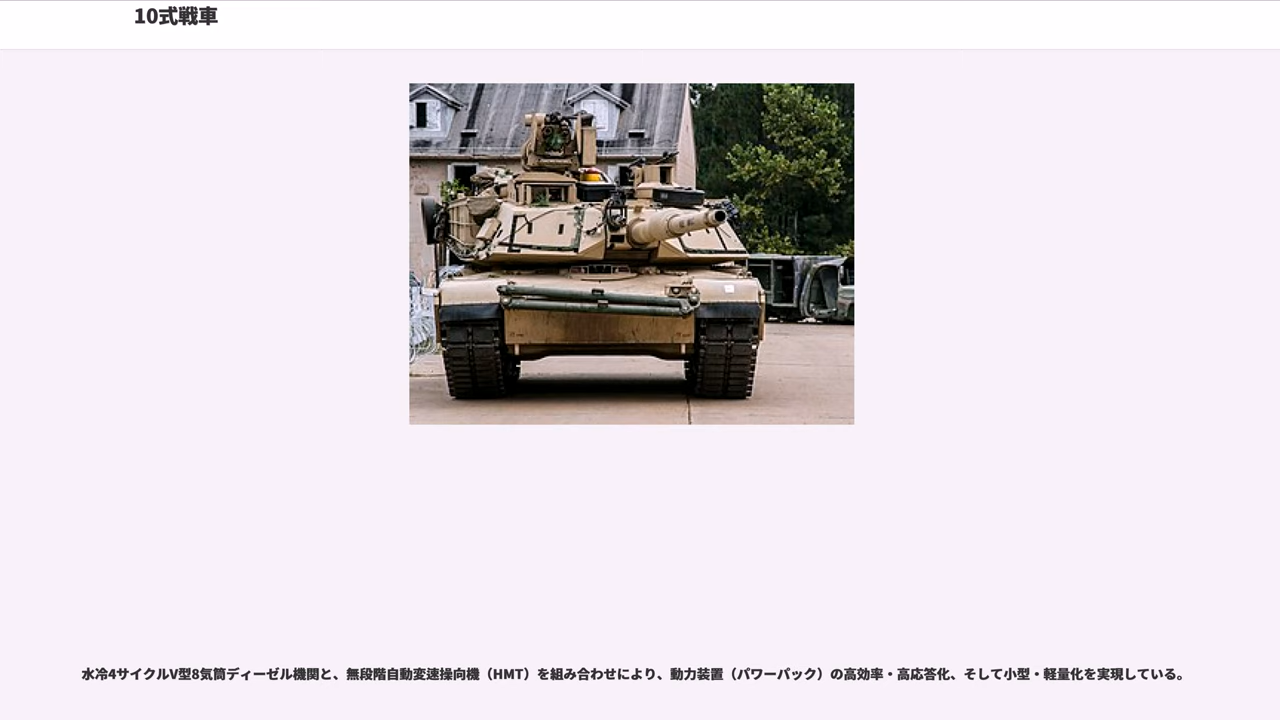 10式戦車
水冷4サイクルV型8気筒ディーゼル機関と、無段階自動変速操向機（HMT）を組み合わせにより、動力装置（パワーパック）の高効率・高応答化、そして小型・軽量化を実現している。